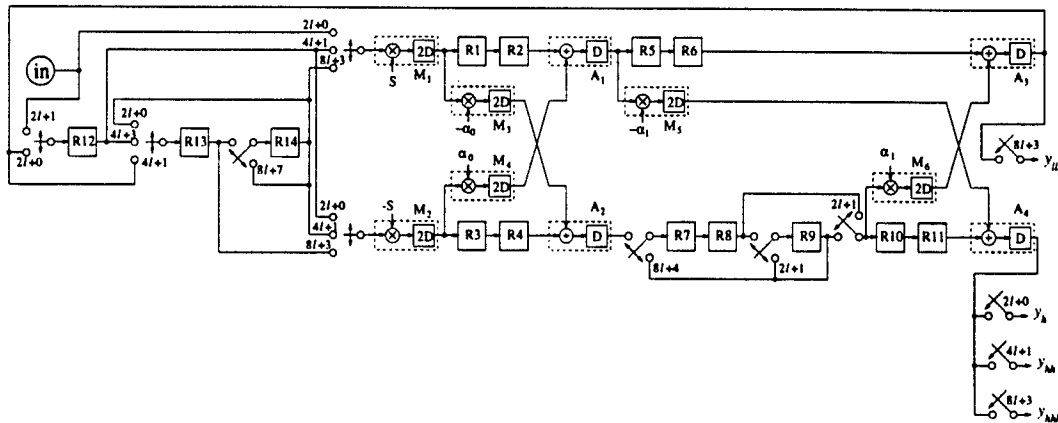 2l+0
4l+1
8l+3
in
S
2D
M1
R1
R2
D
A1
R5
R6
D
A3
2l+1
2l+0
R12
2l+0
4l+3
4l+1
R13
R14
8l+7
-α0
2D
M3
-α1
2D
M5
8l+3
yll
α0
2D
M4
α1
2D
M6
2l+0
8l+3
-S
2D
M2
R3
R4
D
A2
8l+4
R7
R8
2l+1
R9
2l+1
R10
R11
D
A4
2l+0
yh
4l+1
yhh
8l+3